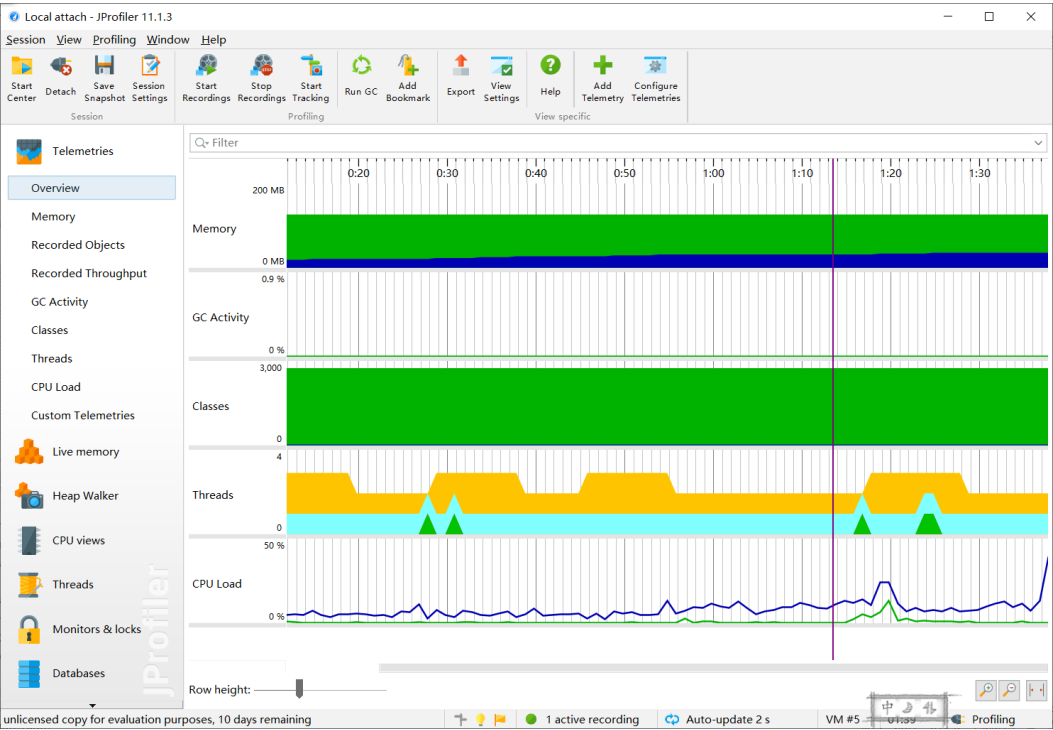 Local attach - JProfiler 11.1.3
Session View Profiling Window Help
Start Center
Detach
Save Snapshot
Session Settings
Start Recordings
Stop Recordings
Start Tracking
Run GC
Add Bookmark
Export
View Settings
Help
Add Telemetry
Configure Telemetries
Session
Profiling
View specific
Telemetries
Overview
Memory
Recorded Objects
Recorded Throughput
GC Activity
Classes
Threads
CPU Load
Custom Telemetries
Live memory
Heap Walker
CPU views
Threads
Monitors & locks
Databases
JProfiler
Filter
0:20 0:30 0:40 0:50 1:00 1:10 1:20 1:30
200 MB
Memory
0 MB
0.9 %
GC Activity
0 %
3,000
Classes
0
4
Threads
0
50 %
CPU Load
0 %
Row height:
unlicensed copy for evaluation purposes, 10 days remaining
1 active recording
Auto-update 2 s
VM #5
01:39
Profiling
中